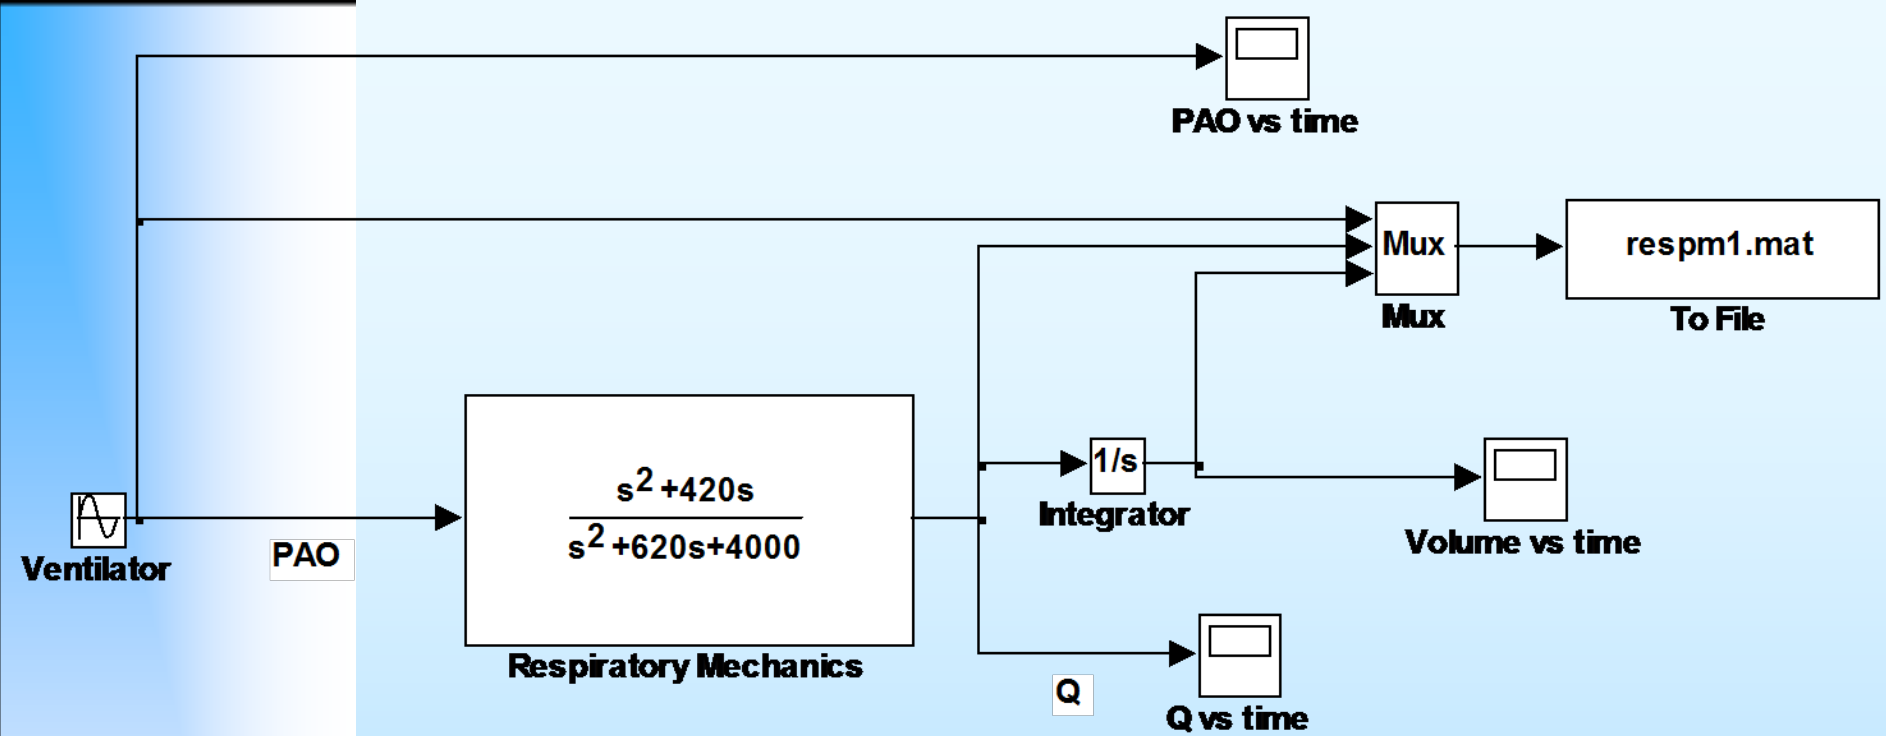 PAO vs time
Mux
respm1.mat
Mux
To File
s²+420s
s²+620s+4000
1/s
Integrator
Volume vs time
Ventilator
PAO
Respiratory Mechanics
Q
Q vs time